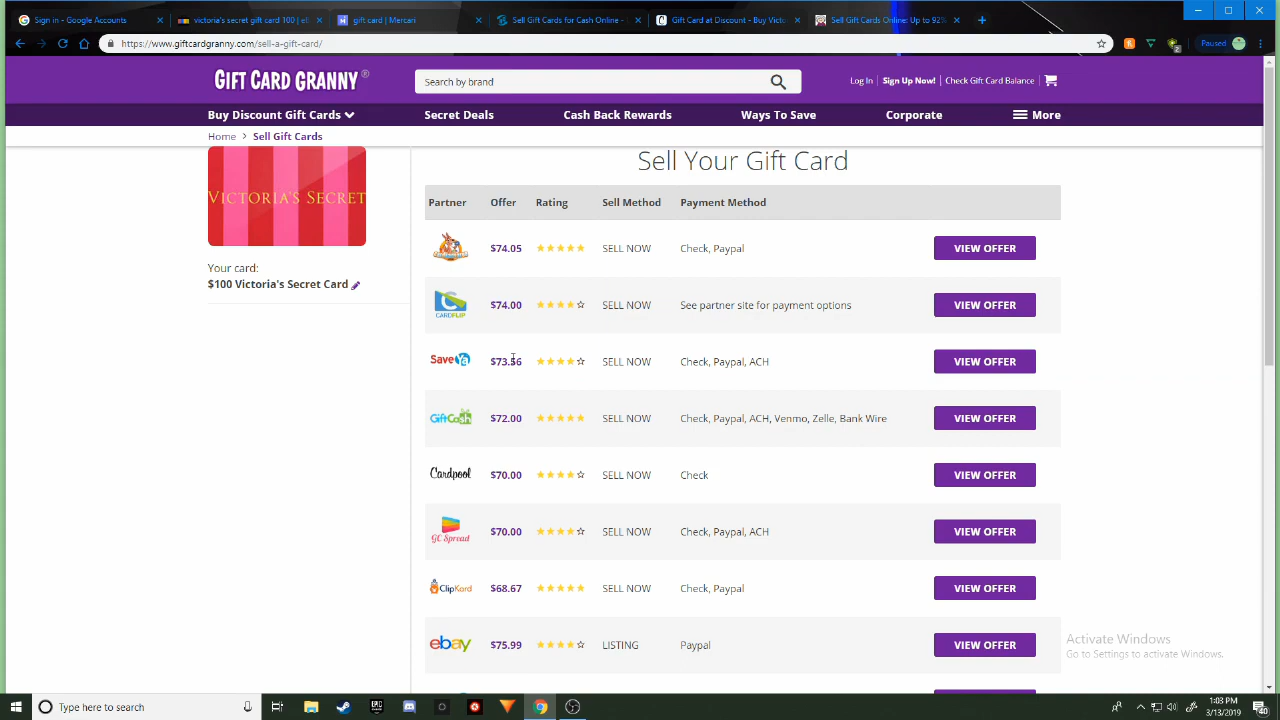 Sign in - Google Accounts
victoria's secret gift card 100 | eb
gift card | Mercari
Sell Gift Cards for Cash Online -
Gift Card at Discount - Buy Victo
Sell Gift Cards Online: Up to 92%
https://www.giftcardgranny.com/sell-a-gift-card/
Paused
GIFT CARD GRANNY®
Search by brand
Log In | Sign Up Now! | Check Gift Card Balance
Buy Discount Gift Cards Secret Deals Cash Back Rewards Ways To Save Corporate More
Home > Sell Gift Cards
VICTORIA'S SECRET
Your card:
$100 Victoria's Secret Card
Sell Your Gift Card
Partner Offer Rating Sell Method Payment Method
$74.05 SELL NOW Check, Paypal VIEW OFFER
CARDFLIP $74.00 SELL NOW See partner site for payment options VIEW OFFER
SaveYa $73.56 SELL NOW Check, Paypal, ACH VIEW OFFER
GiftCash $72.00 SELL NOW Check, Paypal, ACH, Venmo, Zelle, Bank Wire VIEW OFFER
Cardpool $70.00 SELL NOW Check VIEW OFFER
GC Spread $70.00 SELL NOW Check, Paypal, ACH VIEW OFFER
ClipKard $68.67 SELL NOW Check, Paypal VIEW OFFER
ebay $75.99 LISTING Paypal VIEW OFFER
Activate Windows
Go to Settings to activate Windows.
Type here to search
EPIC
1:03 PM
3/13/2019